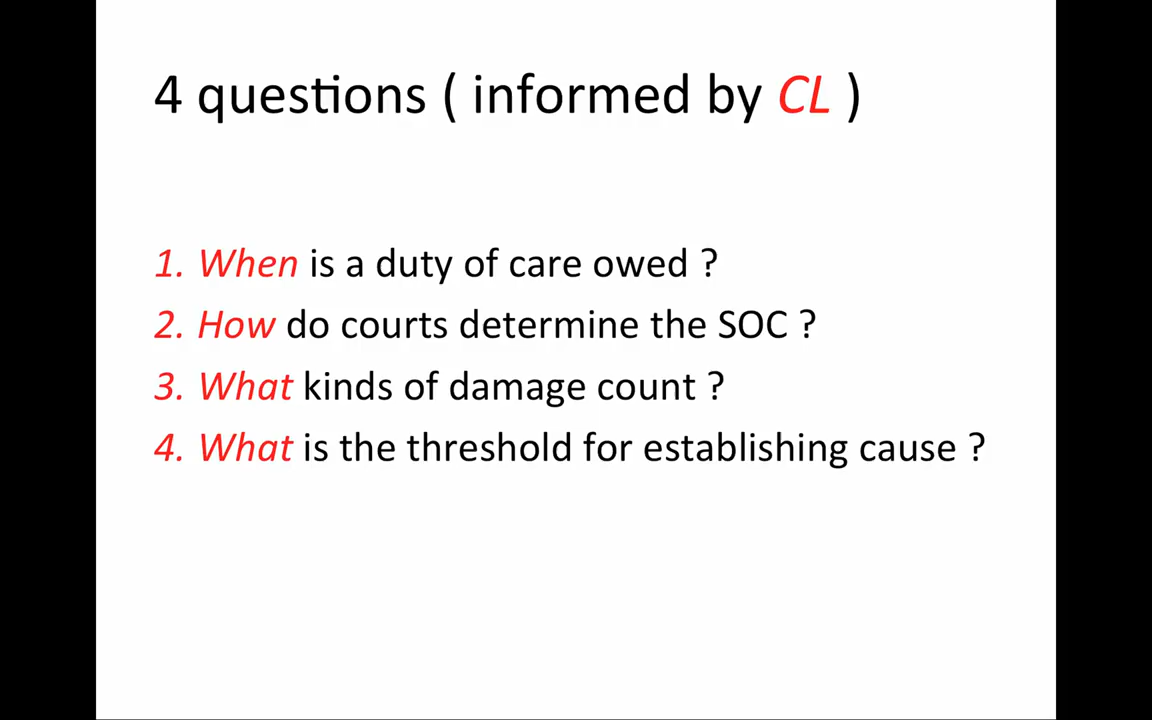 4 questions ( informed by CL )
1. When is a duty of care owed ?
2. How do courts determine the SOC ?
3. What kinds of damage count ?
4. What is the threshold for establishing cause ?